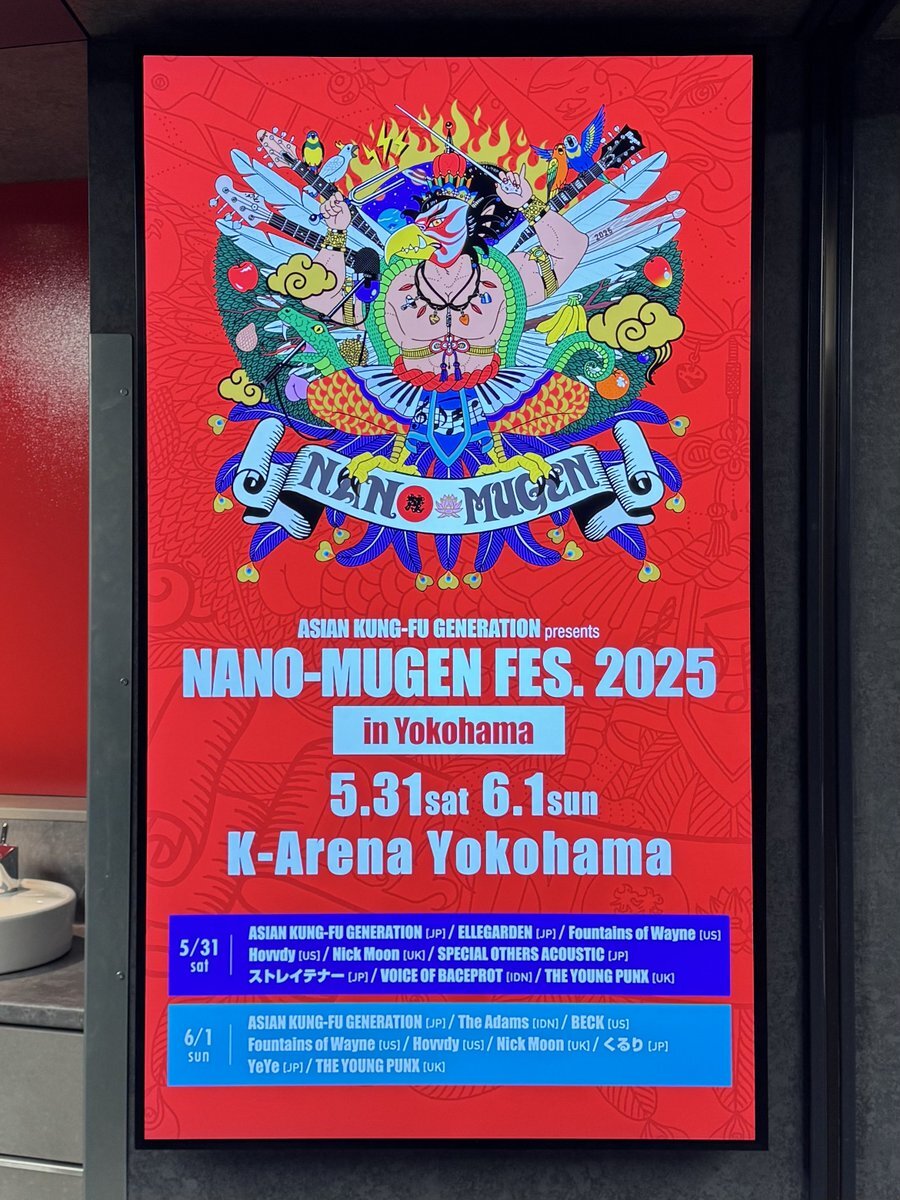 2025
NANO MUGEN
ASIAN KUNG-FU GENERATION presents
NANO-MUGEN FES. 2025
in Yokohama
5.31sat 6.1sun
K-Arena Yokohama
5/31 sat
ASIAN KUNG-FU GENERATION [JP] / ELLEGARDEN [JP] / Fountains of Wayne [US]
Hovvdy [US] / Nick Moon [UK] / SPECIAL OTHERS ACOUSTIC [JP]
ストレイテナー [JP] / VOICE OF BACEPROT [IDN] / THE YOUNG PUNX [UK]
6/1 sun
ASIAN KUNG-FU GENERATION [JP] / The Adams [IDN] / BECK [US]
Fountains of Wayne [US] / Hovvdy [US] / Nick Moon [UK] / くるり [JP]
YeYe [JP] / THE YOUNG PUNX [UK]